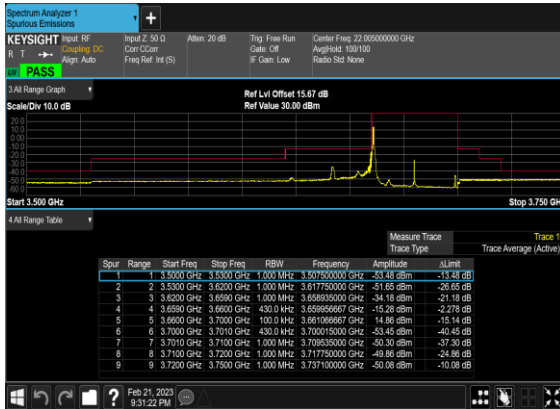 Spectrum Analyzer 1
Spurious Emissions
+
KEYSIGHT Input: RF Input Z: 50 Ω Atten: 20 dB Trig: Free Run Center Freq: 22.005000000 GHz
R T Coupling: DC Corr CCorr Gate: Off Avg|Hold: 100/100
Align: Auto Freq Ref: Int (S) IF Gain: Low Radio Std: None
PASS
3 All Range Graph
Ref Lvl Offset 15.67 dB
Scale/Div 10.0 dB Ref Value 30.00 dBm
20.0
10.0
0.00
-10.0
-20.0
-30.0
-40.0
-50.0
-60.0
Start 3.500 GHz Stop 3.750 GH
4 All Range Table
Measure Trace Trace 1
Trace Type Trace Average (Active)
Spur Range Start Freq Stop Freq RBW Frequency Amplitude ΔLimit
1 1 3.5000 GHz 3.5300 GHz 1.000 MHz 3.507500000 GHz -53.48 dBm -13.48 dB
2 2 3.5300 GHz 3.6200 GHz 1.000 MHz 3.617750000 GHz -51.65 dBm -26.65 dB
3 3 3.6200 GHz 3.6590 GHz 1.000 MHz 3.658935000 GHz -34.18 dBm -21.18 dB
4 4 3.6590 GHz 3.6600 GHz 430.0 kHz 3.659956667 GHz -15.28 dBm -2.278 dB
5 5 3.6600 GHz 3.7000 GHz 100.0 kHz 3.661066667 GHz 14.86 dBm -15.14 dB
6 6 3.7000 GHz 3.7010 GHz 430.0 kHz 3.700015000 GHz -53.45 dBm -40.45 dB
7 7 3.7010 GHz 3.7100 GHz 1.000 MHz 3.709535000 GHz -50.30 dBm -37.30 dB
8 8 3.7100 GHz 3.7200 GHz 1.000 MHz 3.717750000 GHz -49.86 dBm -24.86 dB
9 9 3.7200 GHz 3.7500 GHz 1.000 MHz 3.737100000 GHz -50.08 dBm -10.08 dB
? Feb 21, 2023
9:31:22 PM